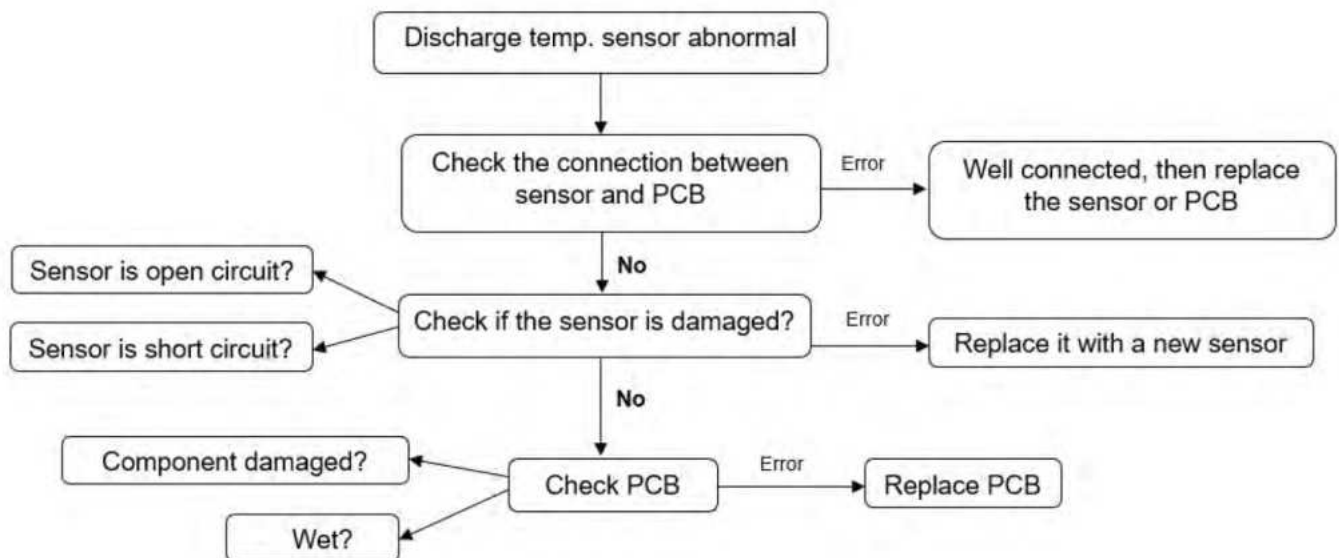 Discharge temp. sensor abnormal
Check the connection between
sensor and PCB
Error
Well connected, then replace
the sensor or PCB
No
Sensor is open circuit?
Sensor is short circuit?
Check if the sensor is damaged?
Error
Replace it with a new sensor
No
Component damaged?
Wet?
Check PCB
Error
Replace PCB